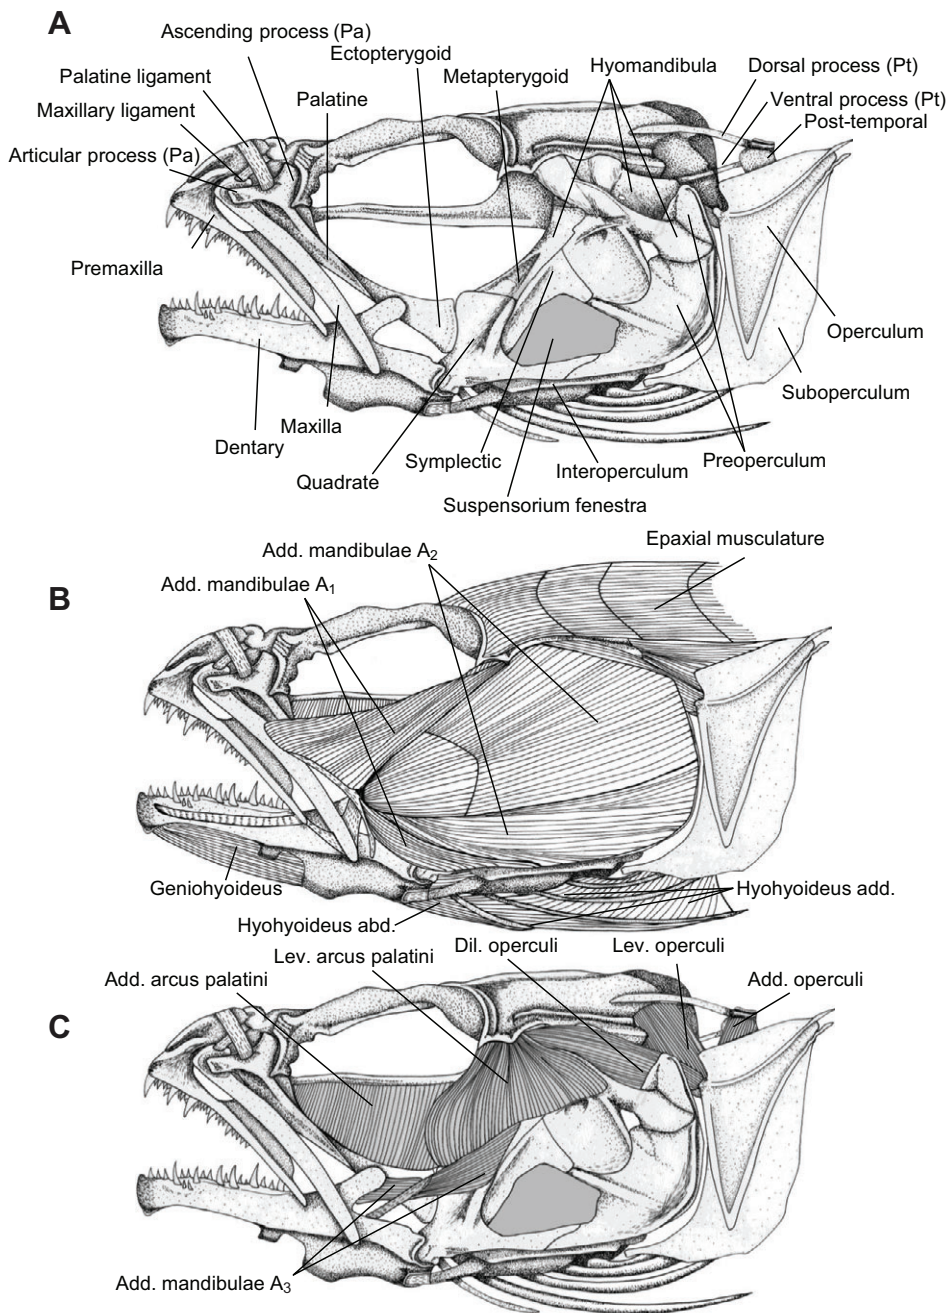 A
Ascending process (Pa)
Ectopterygoid
Palatine ligament
Metapterygoid
Hyomandibula
Dorsal process (Pt)
Maxillary ligament
Palatine
Ventral process (Pt)
Post-temporal
Articular process (Pa)
Premaxilla
Operculum
Suboperculum
Maxilla
Dentary
Symplectic
Interoperculum
Preoperculum
Quadrate
Suspensorium fenestra
B
Epaxial musculature
Add. mandibulae A2
Add. mandibulae A1
Geniohyoideus
Hyohyoideus add.
Hyohyoideus abd.
C
Lev. arcus palatini
Dil. operculi
Lev. operculi
Add. arcus palatini
Add. operculi
Add. mandibulae A3